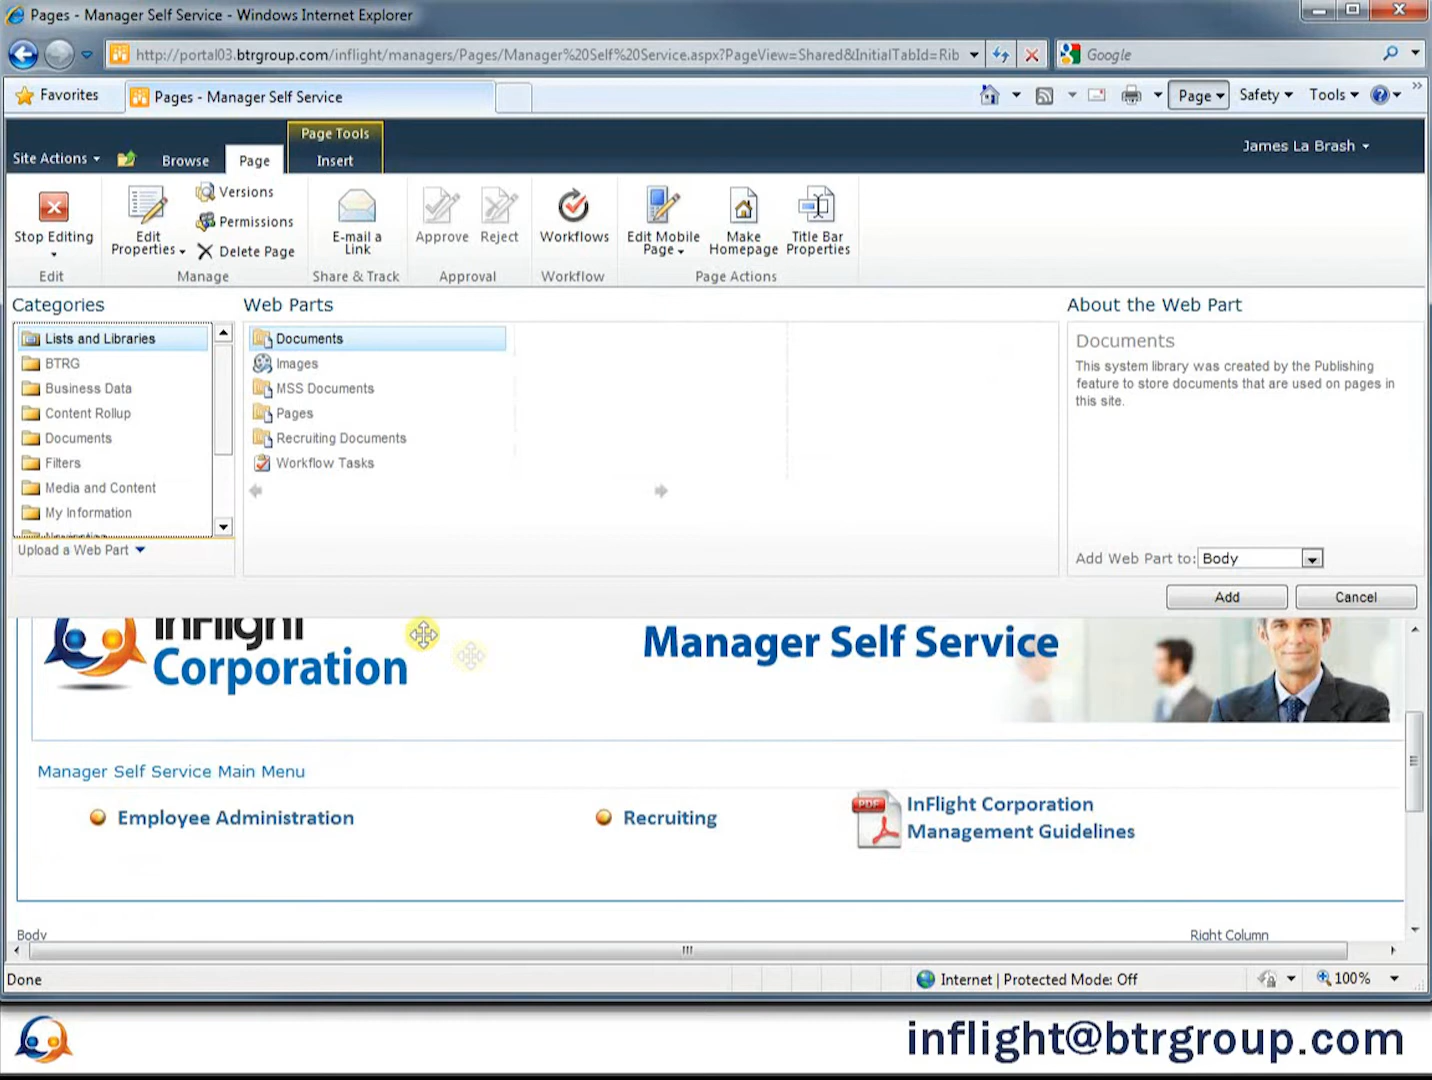 Pages - Manager Self Service - Windows Internet Explorer
http://portal03.btrgroup.com/inflight/managers/Pages/Manager%20Self%20Service.aspx?PageView=Shared&InitialTabId=Rib
Google
Favorites
Pages - Manager Self Service
Page
Safety
Tools
Page Tools
Site Actions
Browse
Page
Insert
James La Brash
Stop Editing
Edit Properties
Versions
Permissions
Delete Page
E-mail a Link
Approve
Reject
Workflows
Edit Mobile Page
Make Homepage
Title Bar Properties
Edit
Manage
Share & Track
Approval
Workflow
Page Actions
Categories
Lists and Libraries
BTRG
Business Data
Content Rollup
Documents
Filters
Media and Content
My Information
Upload a Web Part
Web Parts
Documents
Images
MSS Documents
Pages
Recruiting Documents
Workflow Tasks
About the Web Part
Documents
This system library was created by the Publishing
feature to store documents that are used on pages in
this site.
Add Web Part to: Body
Add
Cancel
InFlight
Corporation
Manager Self Service
Manager Self Service Main Menu
Employee Administration
Recruiting
PDF
InFlight Corporation
Management Guidelines
Body
Right Column
Done
Internet | Protected Mode: Off
100%
inflight@btrgroup.com